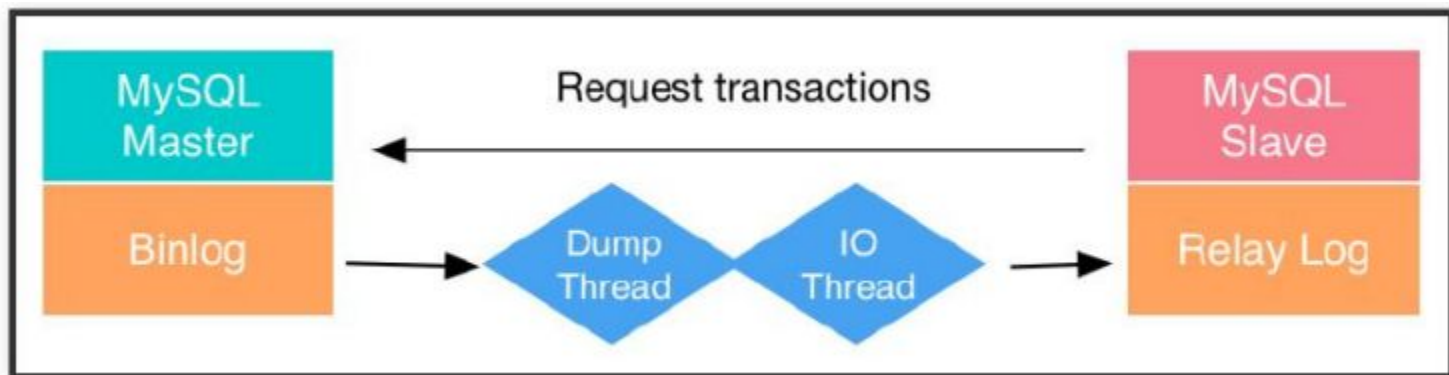 MySQL
Master
Request transactions
MySQL
Slave
Binlog
Dump
Thread
IO
Thread
Relay Log